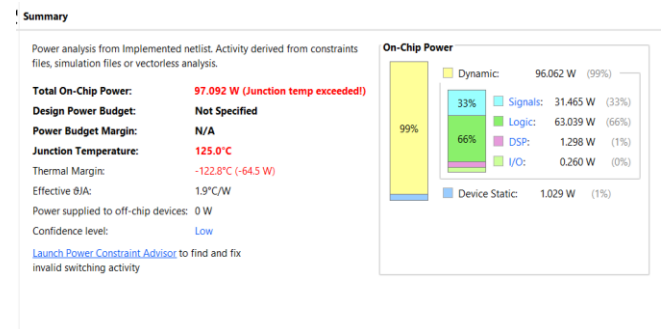 Summary
Power analysis from Implemented netlist. Activity derived from constraints
files, simulation files or vectorless analysis.
Total On-Chip Power: 97.092 W (Junction temp exceeded!)
Design Power Budget: Not Specified
Power Budget Margin: N/A
Junction Temperature: 125.0°C
Thermal Margin: -122.8°C (-64.5 W)
Effective ϑJA: 1.9°C/W
Power supplied to off-chip devices: 0 W
Confidence level: Low
Launch Power Constraint Advisor to find and fix
invalid switching activity
On-Chip Power
99%
Dynamic: 96.062 W (99%)
33%
66%
Signals: 31.465 W (33%)
Logic: 63.039 W (66%)
DSP: 1.298 W (1%)
I/O: 0.260 W (0%)
Device Static: 1.029 W (1%)